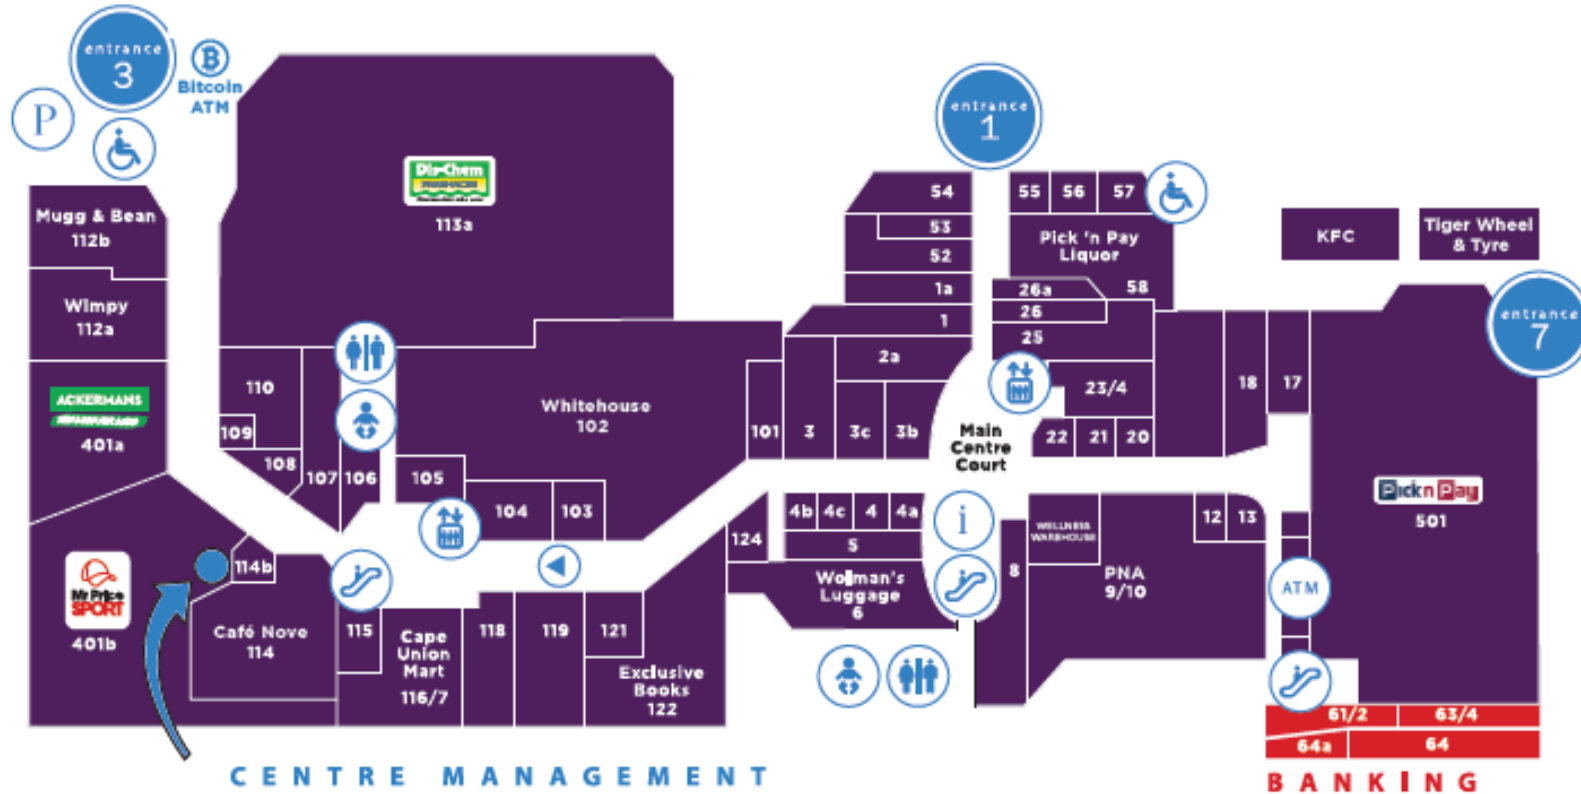 entrance
3
Bitcoin
ATM
P
entrance
1
Mugg & Bean
112b
Wimpy
112a
ACKERMANS
401a
Mr Price
SPORT
401b
Dis-Chem
PHARMACIES
113a
110
109
108
107
106
105
104
103
Whitehouse
102
101
114b
Café Nove
114
115
Cape
Union
Mart
116/7
118
119
121
Exclusive
Books
122
124
54
53
52
1a
1
2a
3
3c
3b
4b
4c
4
4a
5
Wolman's
Luggage
6
55
56
57
Pick 'n Pay
Liquor
58
26a
26
25
23/4
22
21
20
18
17
Main
Centre
Court
i
8
WELLNESS
WAREHOUSE
PNA
9/10
12
13
ATM
KFC
Tiger Wheel
& Tyre
entrance
7
Pick n Pay
501
61/2
63/4
64a
64
CENTRE MANAGEMENT
BANKING